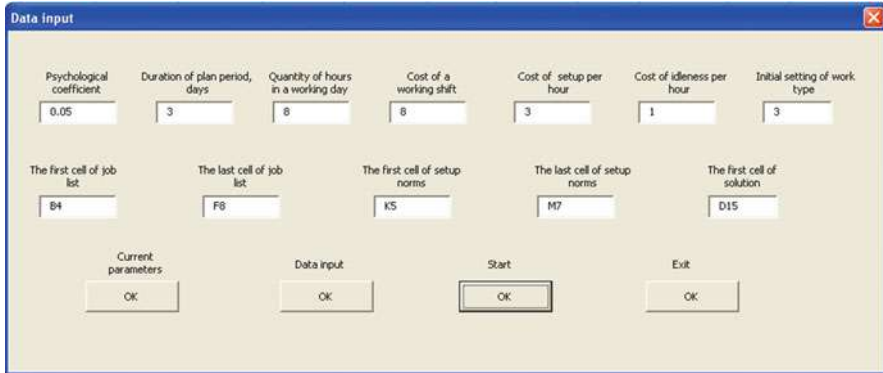 Data input
Psychological coefficient
Duration of plan period, days
Quantity of hours in a working day
Cost of a working shift
Cost of setup per hour
Cost of idleness per hour
Initial setting of work type
0.05
3
8
8
3
1
3
The first cell of job list
The last cell of job list
The first cell of setup norms
The last cell of setup norms
The first cell of solution
B4
F8
K5
M7
D15
Current parameters
Data input
Start
Exit
OK
OK
OK
OK